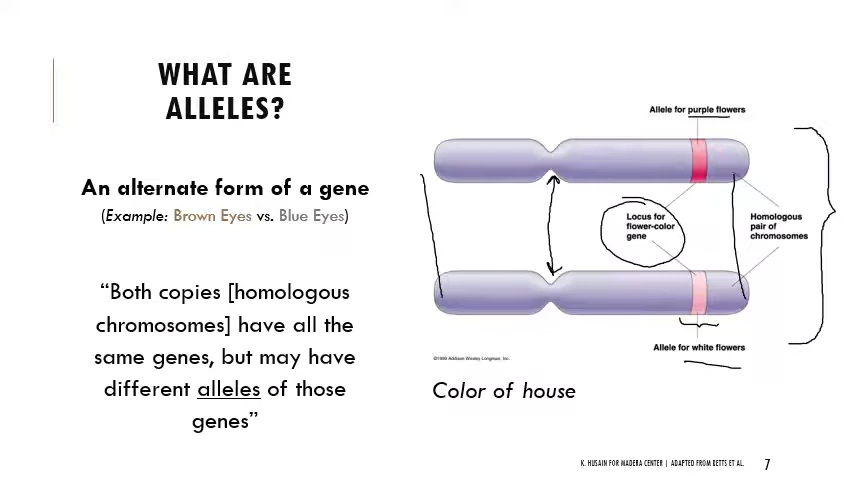 WHAT ARE
ALLELES?
An alternate form of a gene
(Example: Brown Eyes vs. Blue Eyes)
“Both copies [homologous
chromosomes] have all the
same genes, but may have
different alleles of those
genes”
Allele for purple flowers
Locus for
flower-color
gene
Homologous
pair of
chromosomes
Allele for white flowers
©1999 Addison Wesley Longman, Inc.
Color of house
K. HUSAIN FOR MADERA CENTER | ADAPTED FROM BETTS ET AL.
7